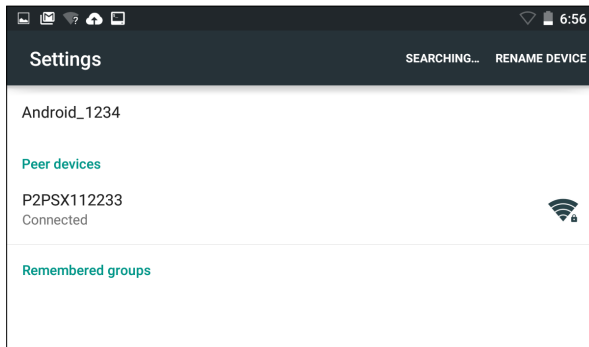 6:56
Settings SEARCHING... RENAME DEVICE
Android_1234
Peer devices
P2PSX112233
Connected
Remembered groups